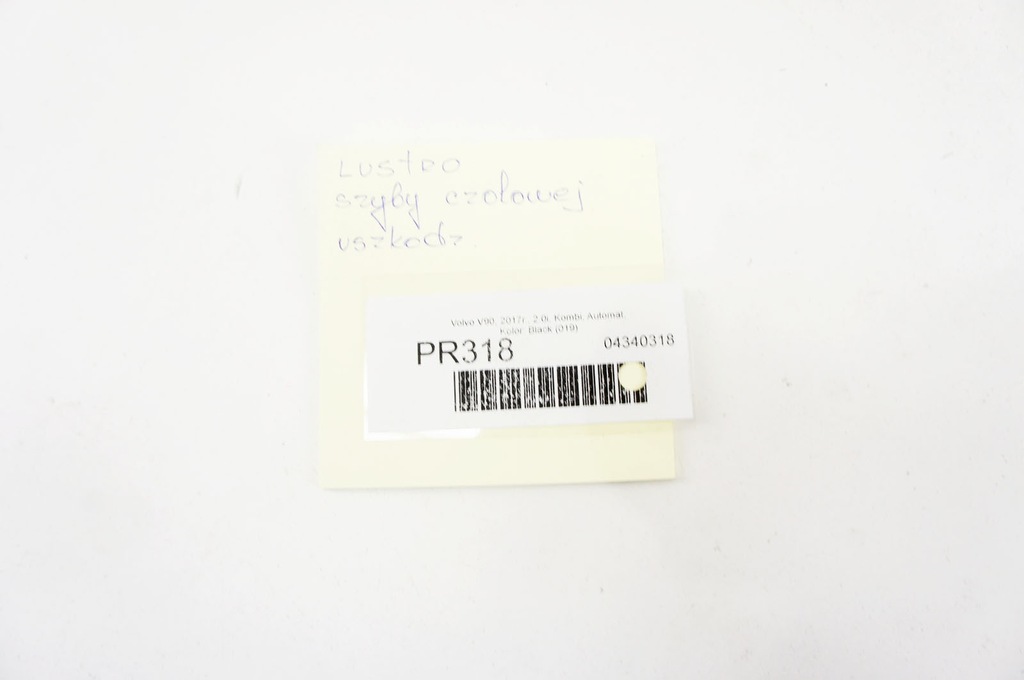 Lustro
szyby czołowej
uszkodz.
Volvo V90, 2017r., 2.0i, Kombi, Automat,
Kolor: Black (019)
PR318
04340318